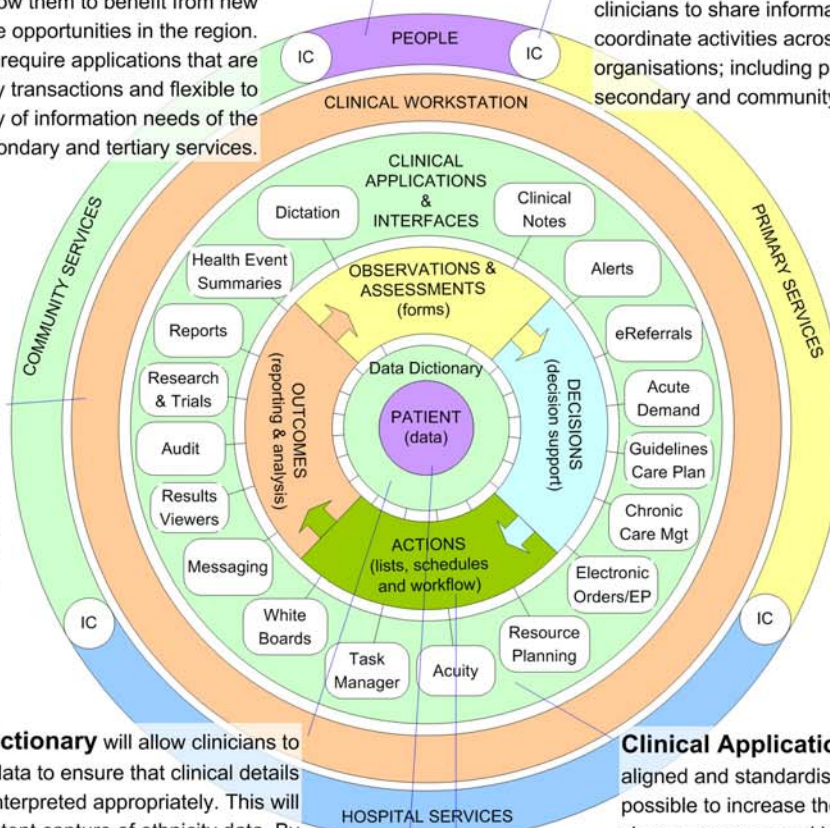 ow them to benefit from new
e opportunities in the region.
require applications that are
y transactions and flexible to
y of information needs of the
ondary and tertiary services.
clinicians to share informa
coordinate activities acros
organisations; including p
secondary and community
PEOPLE
IC
IC
CLINICAL WORKSTATION
COMMUNITY SERVICES
PRIMARY SERVICES
CLINICAL
APPLICATIONS
&
INTERFACES
Dictation
Clinical
Notes
Health Event
Summaries
Alerts
OBSERVATIONS &
ASSESSMENTS
(forms)
Reports
eReferrals
Research
& Trials
Acute
Demand
Data Dictionary
PATIENT
(data)
OUTCOMES
(reporting & analysis)
DECISIONS
(decision support)
Audit
Guidelines
Care Plan
Results
Viewers
Chronic
Care Mgt
ACTIONS
(lists, schedules
and workflow)
Messaging
Electronic
Orders/EP
White
Boards
Resource
Planning
Task
Manager
Acuity
IC
IC
ctionary will allow clinicians to
data to ensure that clinical details
nterpreted appropriately. This will
Clinical Applicatio
aligned and standardis
possible to increase the
HOSPITAL SERVICES